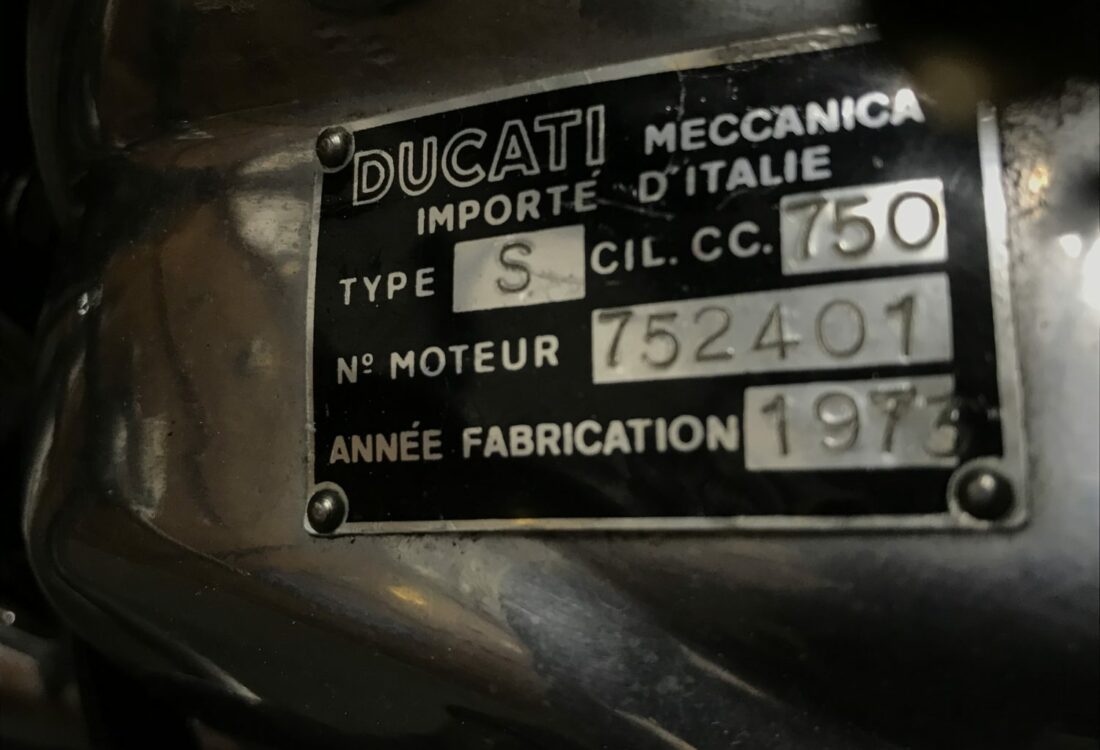 DUCATI MECCANICA
IMPORTÉ D'ITALIE
TYPE S CIL. CC. 750
Nº MOTEUR 752401
ANNÉE FABRICATION 1973